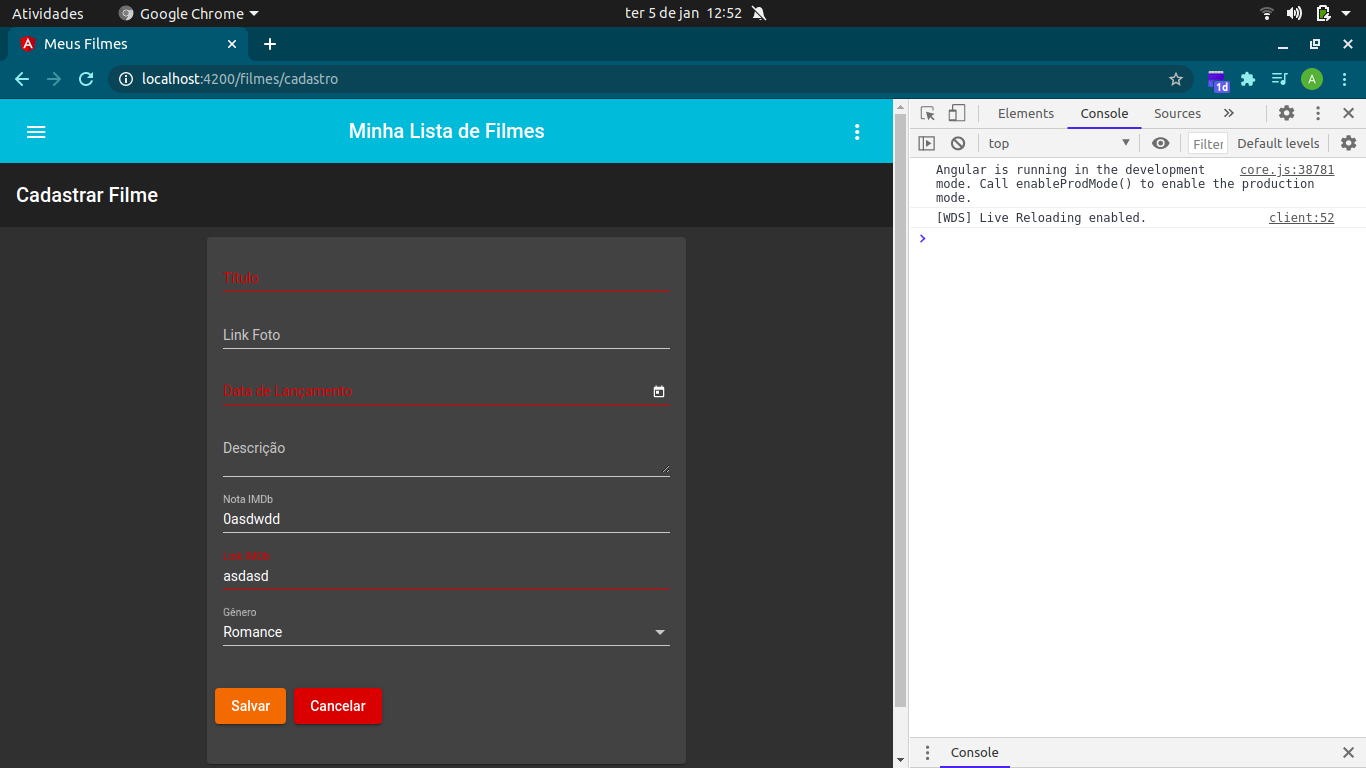 Atividades
Google Chrome
ter 5 de jan 12:52
Meus Filmes
localhost:4200/filmes/cadastro
1d
A
Minha Lista de Filmes
Cadastrar Filme
Título
Link Foto
Data de Lançamento
Descrição
Nota IMDb
0asdwdd
Link IMDb
asdasd
Gênero
Romance
Salvar
Cancelar
Elements
Console
Sources
top
Filter
Default levels
Angular is running in the development core.js:38781
mode. Call enableProdMode() to enable the production
mode.
[WDS] Live Reloading enabled. client:52
Console